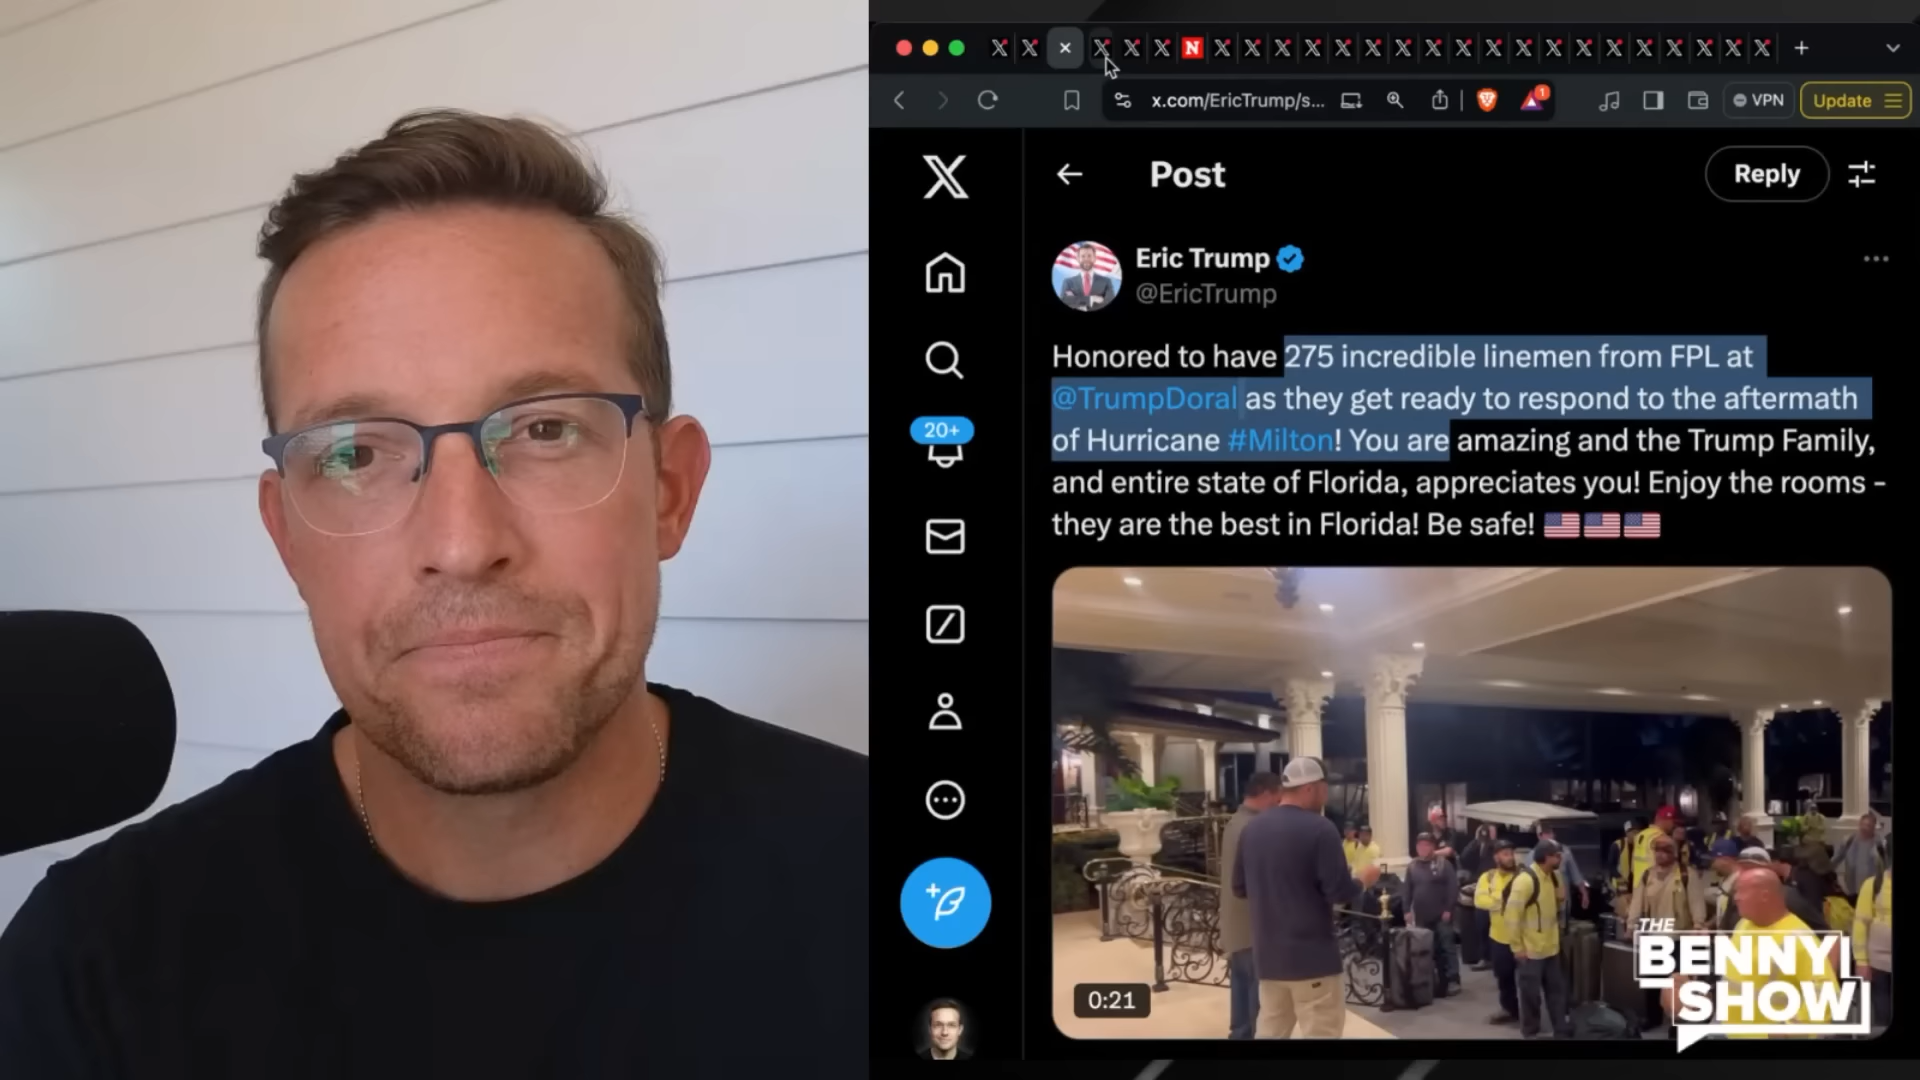 x.com/EricTrump/s...
1
VPN
Update
Post
Reply
Eric Trump
@EricTrump
Honored to have 275 incredible linemen from FPL at
@TrumpDoral as they get ready to respond to the aftermath
of Hurricane #Milton! You are amazing and the Trump Family,
and entire state of Florida, appreciates you! Enjoy the rooms -
they are the best in Florida! Be safe! 🇺🇸🇺🇸🇺🇸
20+
0:21
THE
BENNY
SHOW
N